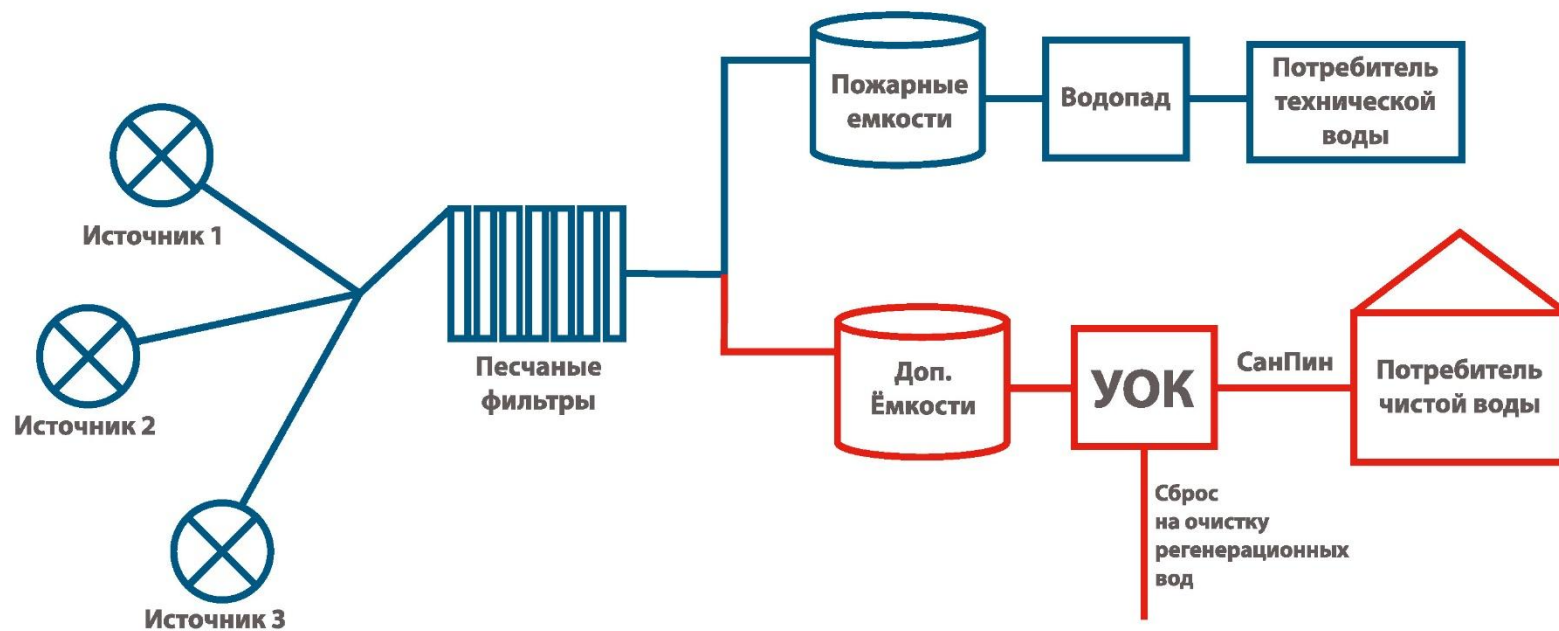 Источник 1
Источник 2
Источник 3
Песчаные
фильтры
Пожарные
емкости
Водопад
Потребитель
технической
воды
Доп.
Ёмкости
УОК
СанПин
Потребитель
чистой воды
Сброс
на очистку
регенерационных
вод